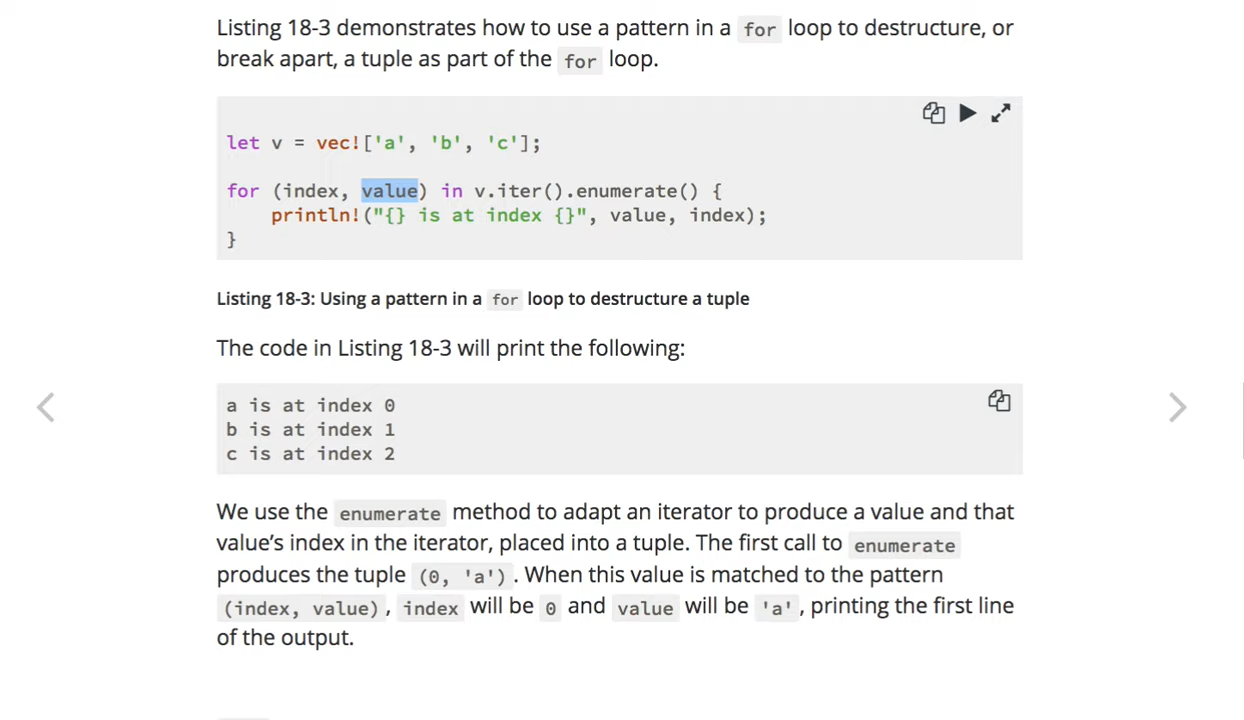 Listing 18-3 demonstrates how to use a pattern in a for loop to destructure, or
break apart, a tuple as part of the for loop.
let v = vec!['a', 'b', 'c'];
for (index, value) in v.iter().enumerate() {
    println!("{} is at index {}", value, index);
}
Listing 18-3: Using a pattern in a for loop to destructure a tuple
The code in Listing 18-3 will print the following:
a is at index 0
b is at index 1
c is at index 2
We use the enumerate method to adapt an iterator to produce a value and that
value’s index in the iterator, placed into a tuple. The first call to enumerate
produces the tuple (0, 'a'). When this value is matched to the pattern
(index, value), index will be 0 and value will be 'a', printing the first line
of the output.